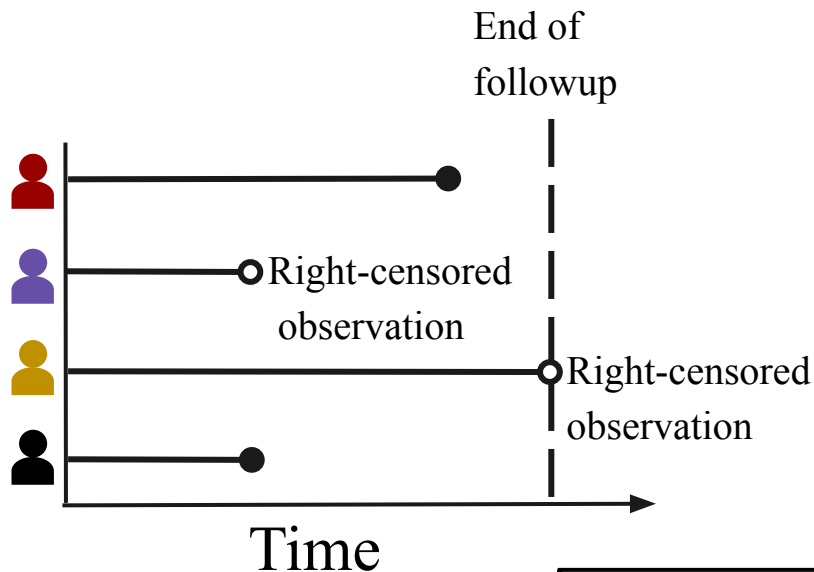 End of
followup
Right-censored
observation
Right-censored
observation
Time